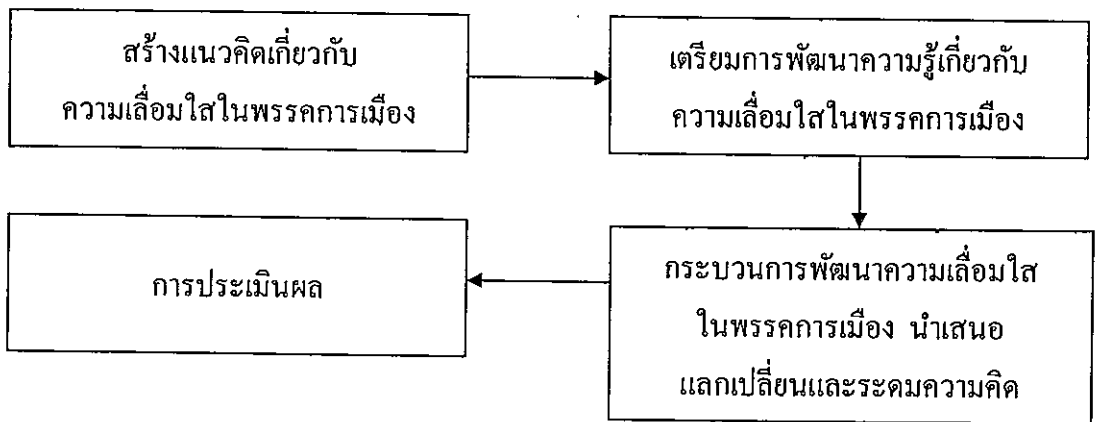 สร้างแนวคิดเกี่ยวกับ
ความเลื่อมใสในพรรคการเมือง
เตรียมการพัฒนาความรู้เกี่ยวกับ
ความเลื่อมใสในพรรคการเมือง
กระบวนการพัฒนาความเลื่อมใส
ในพรรคการเมือง นำเสนอ
แลกเปลี่ยนและระดมความคิด
การประเมินผล